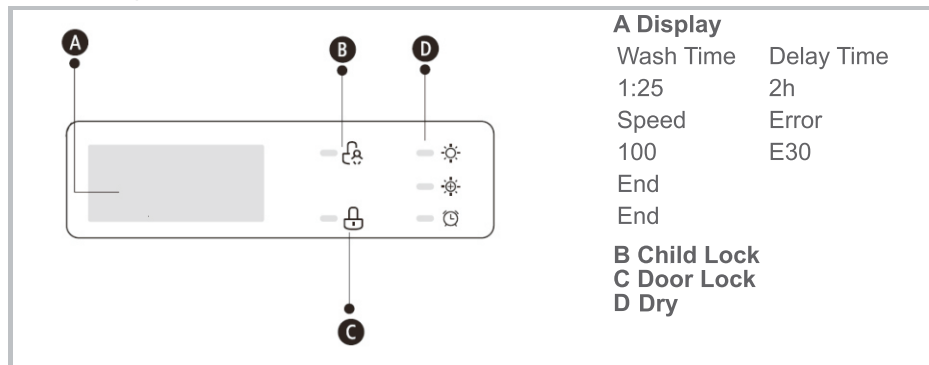 A
B
D
C
A Display
Wash Time Delay Time
1:25 2h
Speed Error
100 E30
End
End
B Child Lock
C Door Lock
D Dry